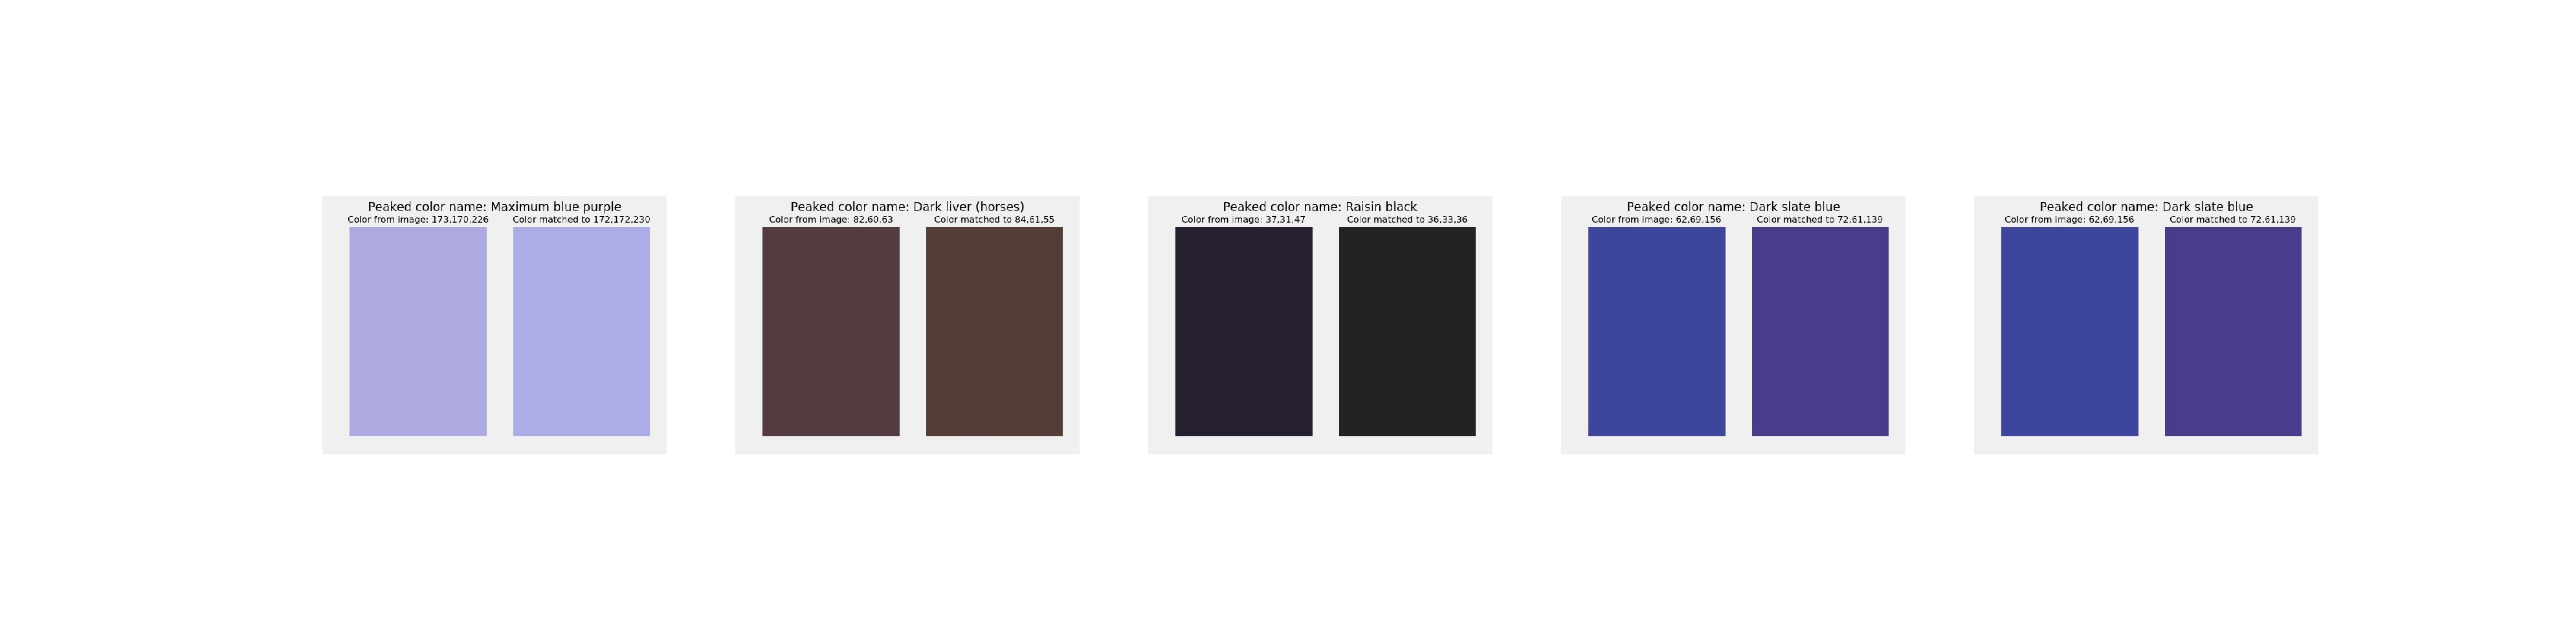 Peaked color name: Maximum blue purple
Color from image: 173,170,226
Color matched to 172,172,230
Peaked color name: Dark liver (horses)
Color from image: 82,60,63
Color matched to 84,61,55
Peaked color name: Raisin black
Color from image: 37,31,47
Color matched to 36,33,36
Peaked color name: Dark slate blue
Color from image: 62,69,156
Color matched to 72,61,139
Peaked color name: Dark slate blue
Color from image: 62,69,156
Color matched to 72,61,139